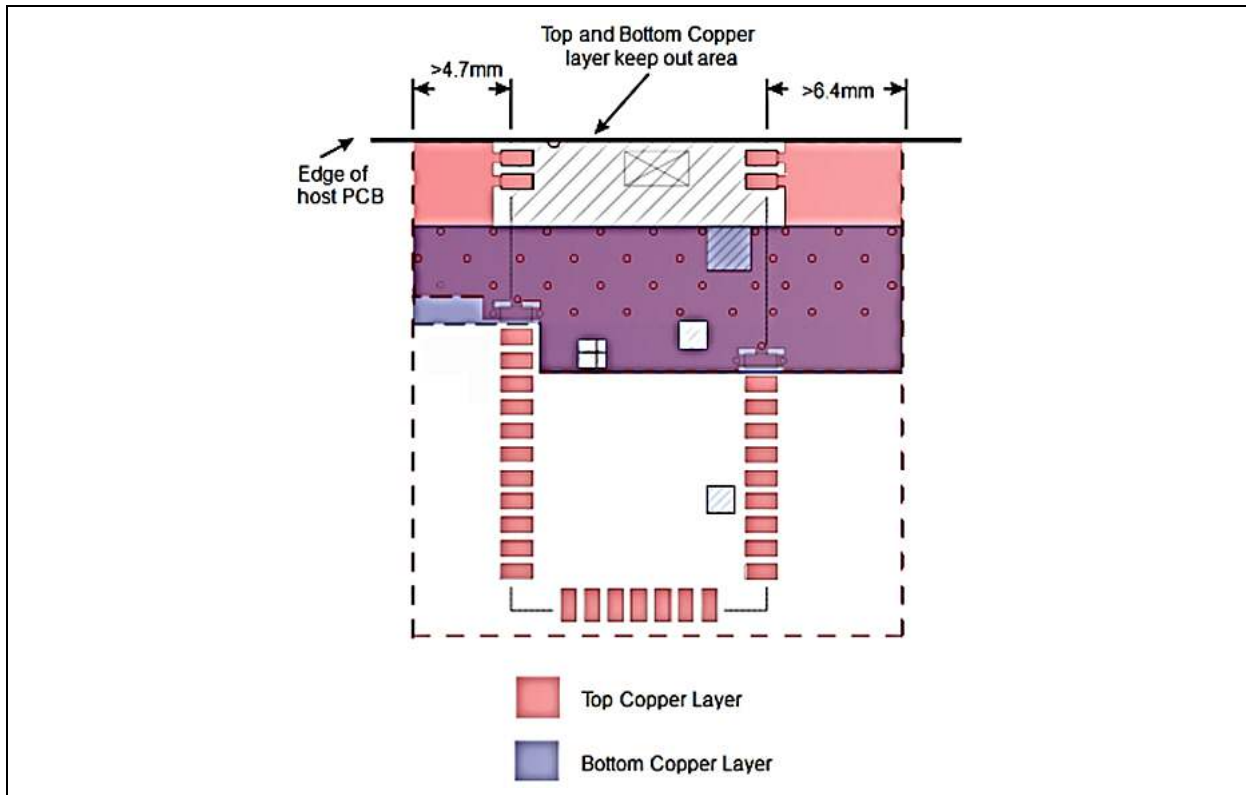 Top and Bottom Copper
layer keep out area
>4.7mm
>6.4mm
Edge of
host PCB
Top Copper Layer
Bottom Copper Layer